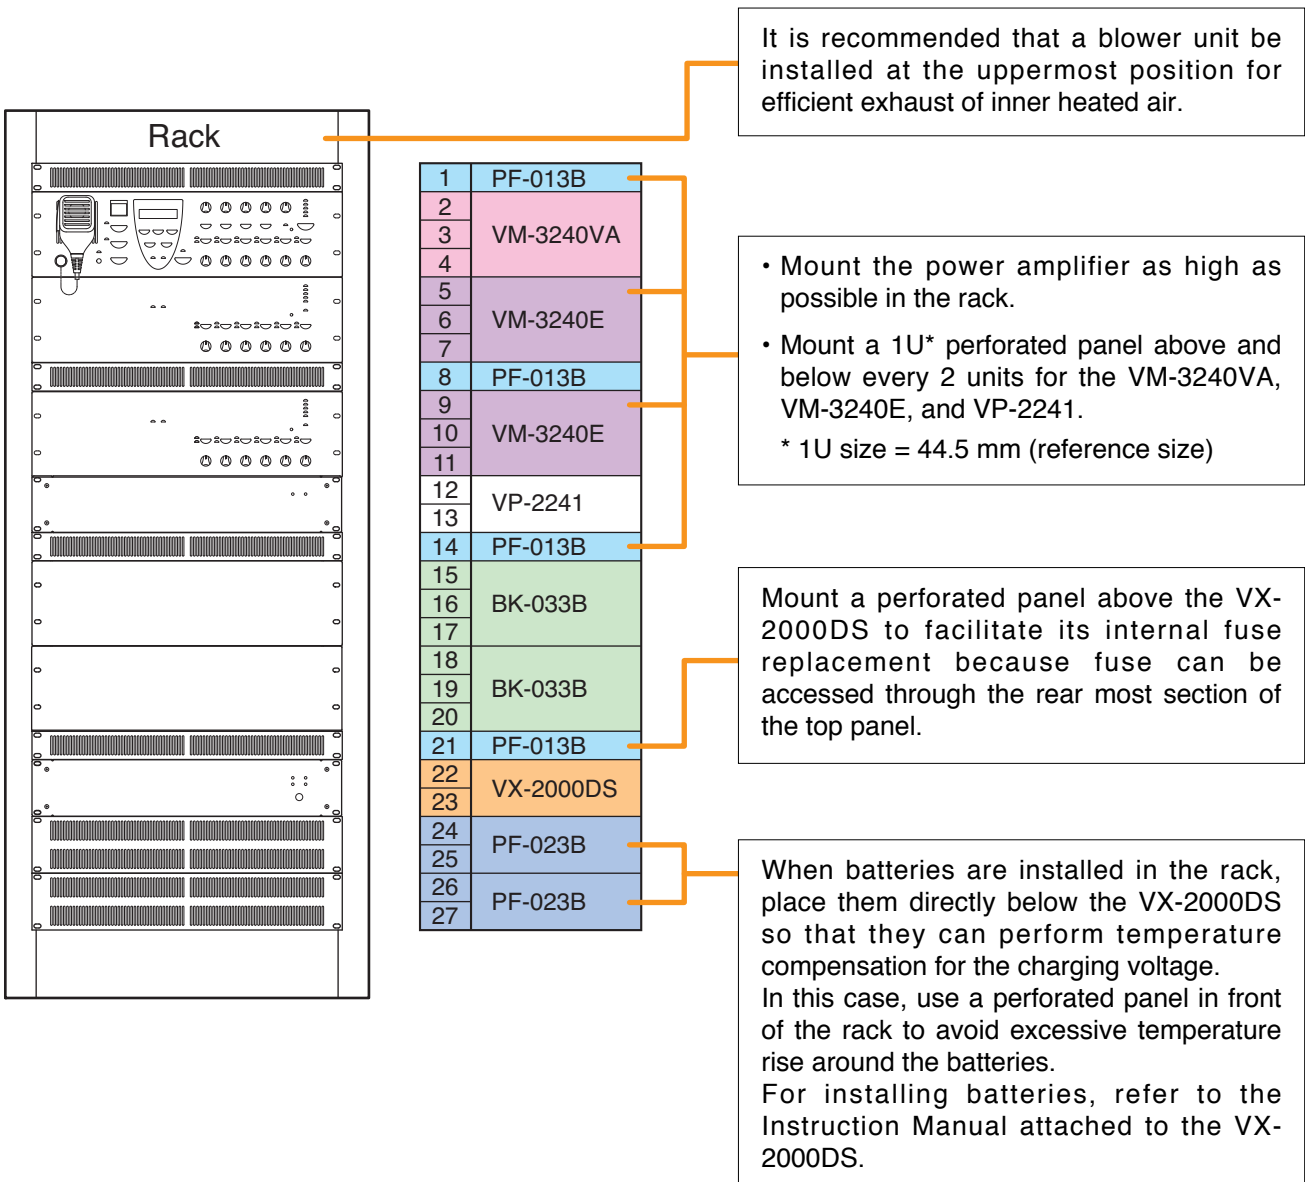 Rack
1 PF-013B
2
3 VM-3240VA
4
5
6 VM-3240E
7
8 PF-013B
9
10 VM-3240E
11
12
VP-2241
13
14 PF-013B
15
16 BK-033B
17
18
19 BK-033B
20
21 PF-013B
22
VX-2000DS
23
24
PF-023B
25
26
PF-023B
27
It is recommended that a blower unit be
installed at the uppermost position for
efficient exhaust of inner heated air.
・Mount the power amplifier as high as
possible in the rack.
・Mount a 1U* perforated panel above and
below every 2 units for the VM-3240VA,
VM-3240E, and VP-2241.
* 1U size = 44.5 mm (reference size)
Mount a perforated panel above the VX-
2000DS to facilitate its internal fuse
replacement because fuse can be
accessed through the rear most section of
the top panel.
When batteries are installed in the rack,
place them directly below the VX-2000DS
so that they can perform temperature
compensation for the charging voltage.
In this case, use a perforated panel in front
of the rack to avoid excessive temperature
rise around the batteries.
For installing batteries, refer to the
Instruction Manual attached to the VX-
2000DS.